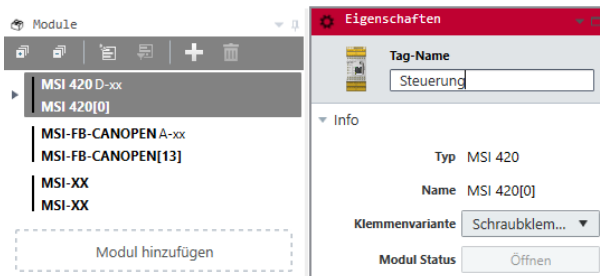 Module
MSI 420 D-xx
MSI 420[0]
MSI-FB-CANOPEN A-xx
MSI-FB-CANOPEN[13]
MSI-XX
MSI-XX
Modul hinzufügen
Eigenschaften
Tag-Name
Steuerung
Info
Typ MSI 420
Name MSI 420[0]
Klemmenvariante Schraubklem...
Modul Status Öffnen